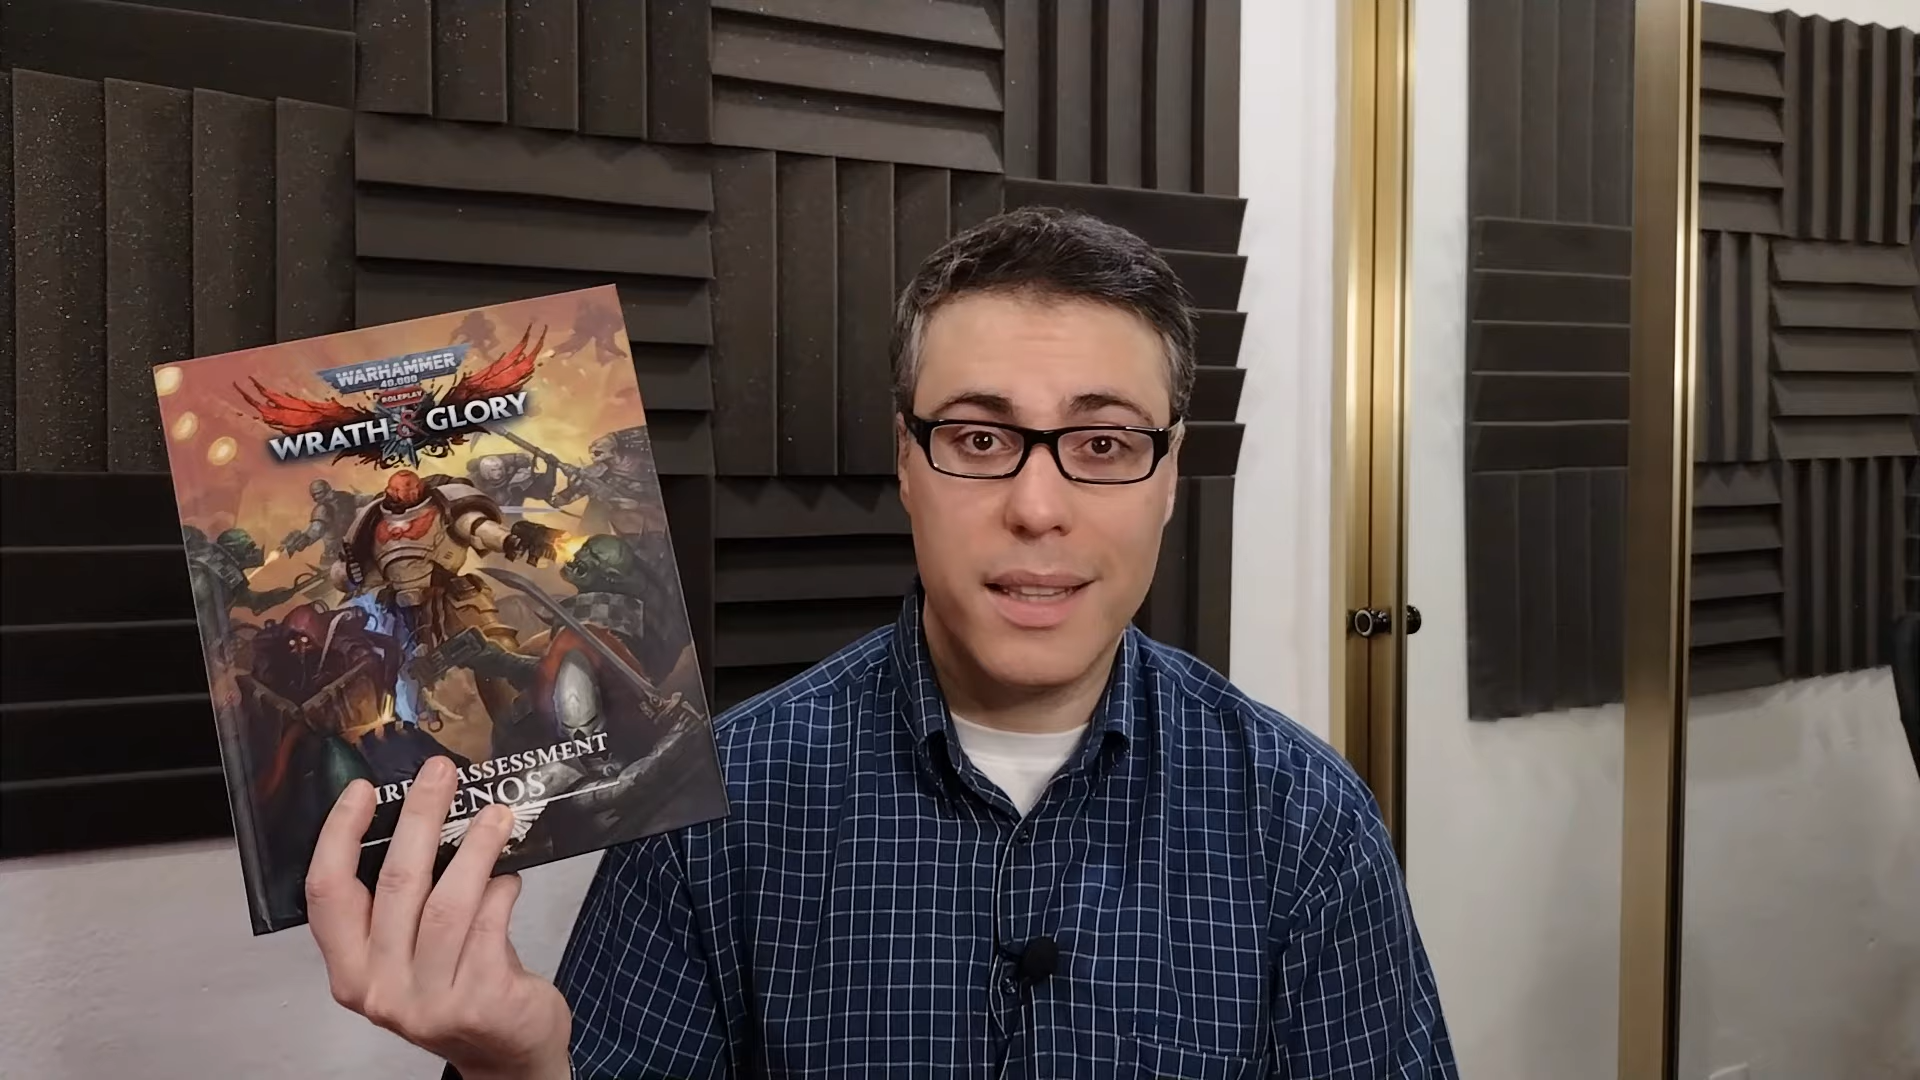 WARHAMMER
40,000
ROLEPLAY
WRATH & GLORY
ASSESSMENT
ENOS